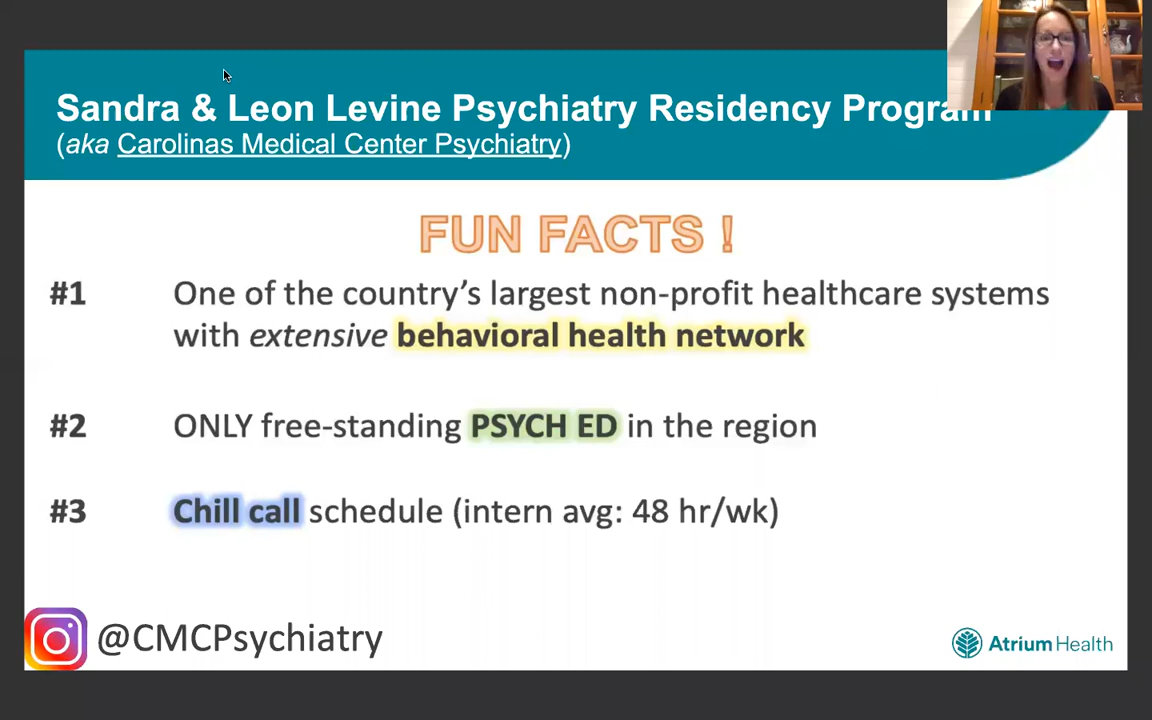 Sandra & Leon Levine Psychiatry Residency Program
(aka Carolinas Medical Center Psychiatry)
FUN FACTS !
#1 One of the country’s largest non-profit healthcare systems
with extensive behavioral health network
#2 ONLY free-standing PSYCH ED in the region
#3 Chill call schedule (intern avg: 48 hr/wk)
@CMCPsychiatry
Atrium Health